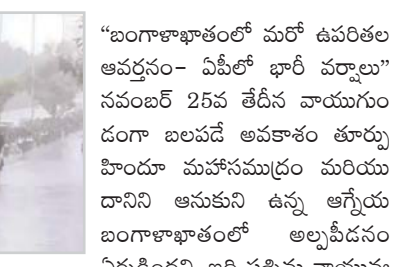 “బంగాళాఖాతంలో మరో ఉపరితల
ఆవర్తనం– ఏపీలో భారీ వర్షాలు”
నవంబర్ 25వ తేదీన వాయుగుం
డంగా బలపడే అవకాశం తూర్పు
హిందూ మహాసముద్రం మరియు
దానిని ఆనుకుని ఉన్న ఆగ్నేయ
బంగాళాఖాతంలో అల్పపీడనం